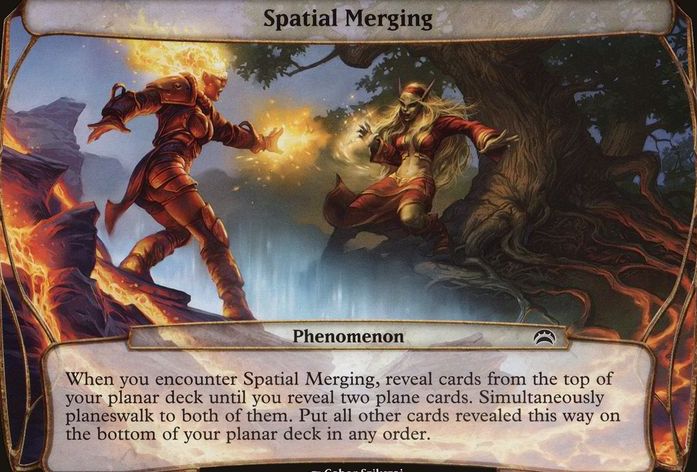 Spatial Merging
Phenomenon
When you encounter Spatial Merging, reveal cards from the top of
your planar deck until you reveal two plane cards. Simultaneously
planeswalk to both of them. Put all other cards revealed this way on
the bottom of your planar deck in any order.